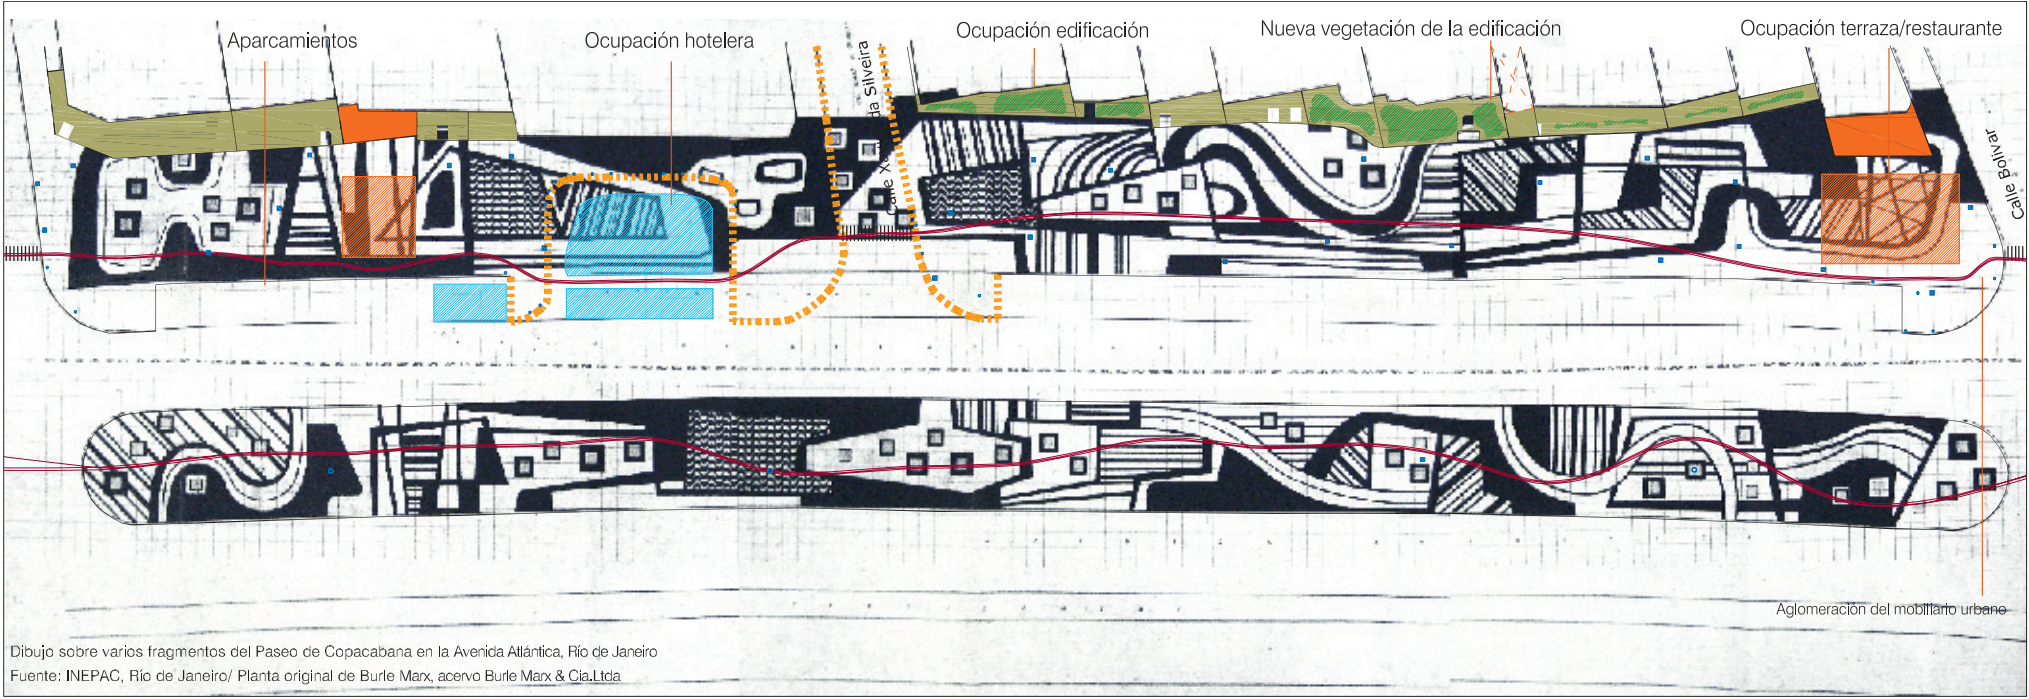 Aparcamientos
Ocupación hotelera
Ocupación edificación
Nueva vegetación de la edificación
Ocupación terraza/restaurante
Calle da Silveira
Calle Bolivar
Aglomeración del mobiliario urbano
Dibujo sobre varios fragmentos del Paseo de Copacabana en la Avenida Atlántica, Río de Janeiro
Fuente: INEPAC, Río de Janeiro/ Planta original de Burle Marx, acervo Burle Marx & Cia.Ltda